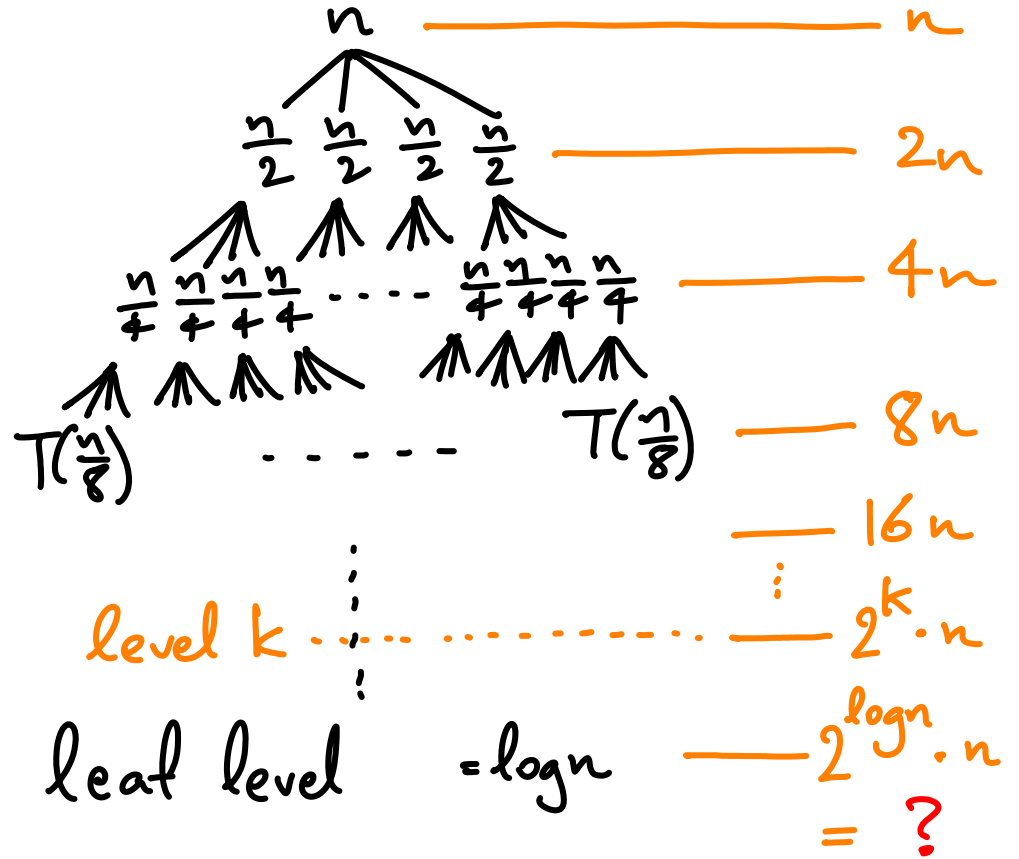 n n
n/2 n/2 n/2 n/2 2n
n/4 n/4 n/4 n/4 ..... n/4 n/4 n/4 n/4 4n
T(n/8) ..... T(n/8) 8n
16n
level k 2^k · n
leaf level = log n 2^{log n} · n
= ?